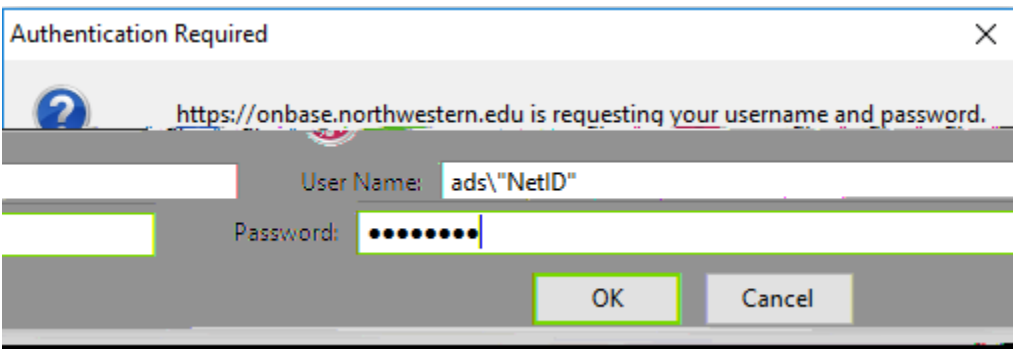 Authentication Required
https://onbase.northwestern.edu is requesting your username and password.
User Name: ads\"NetID"
Password: ••••••••
OK Cancel